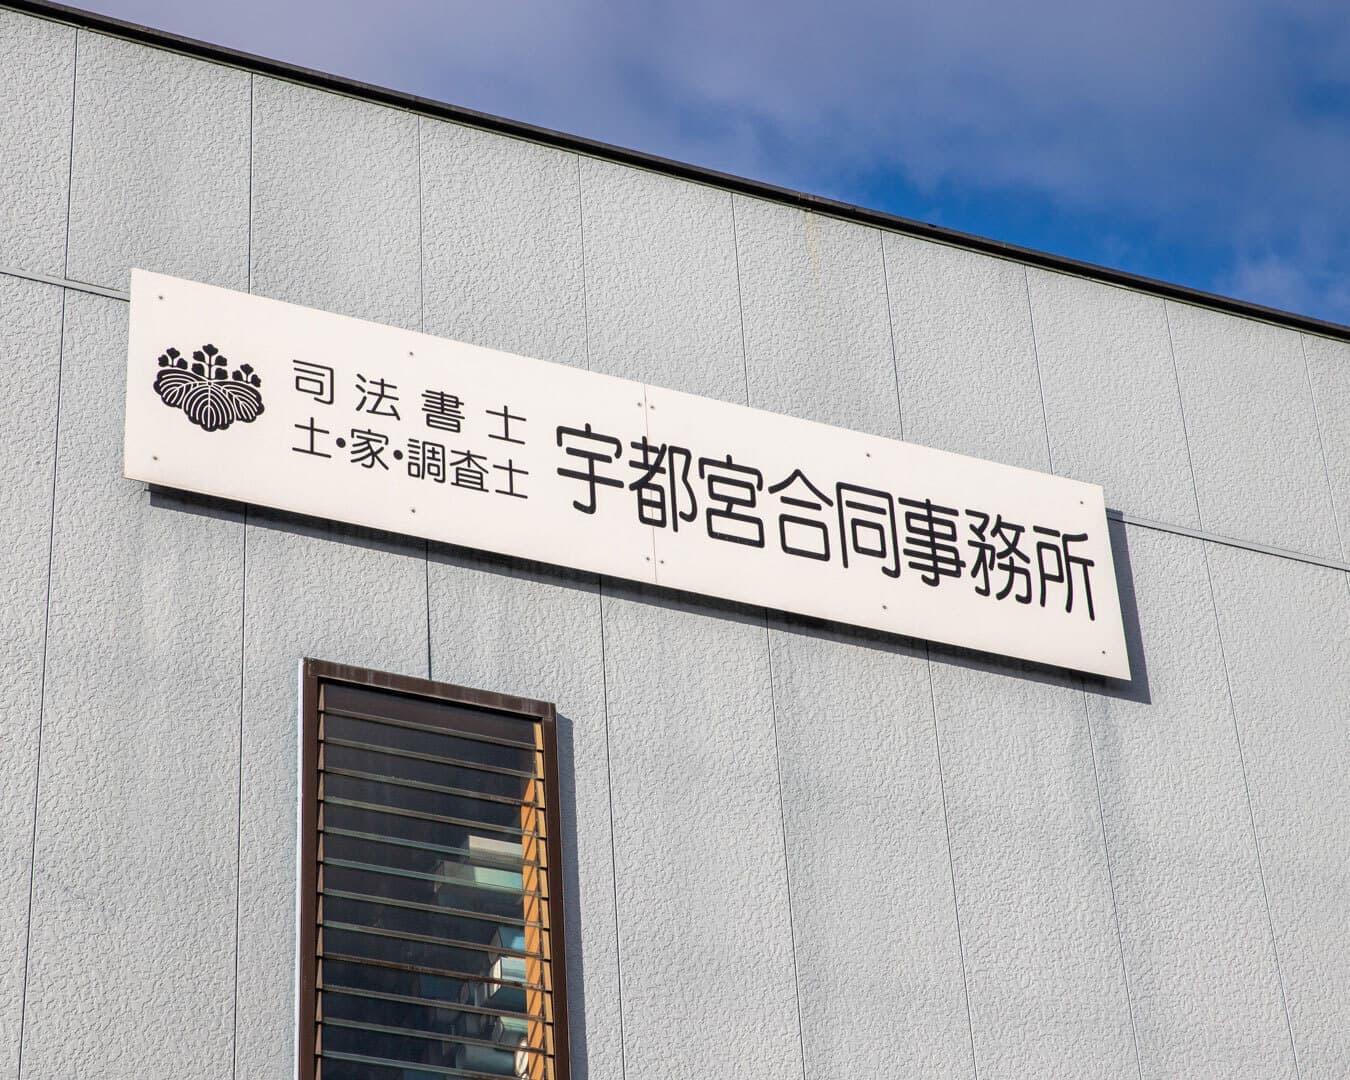 司法書士
土・家・調査士
宇都宮合同事務所